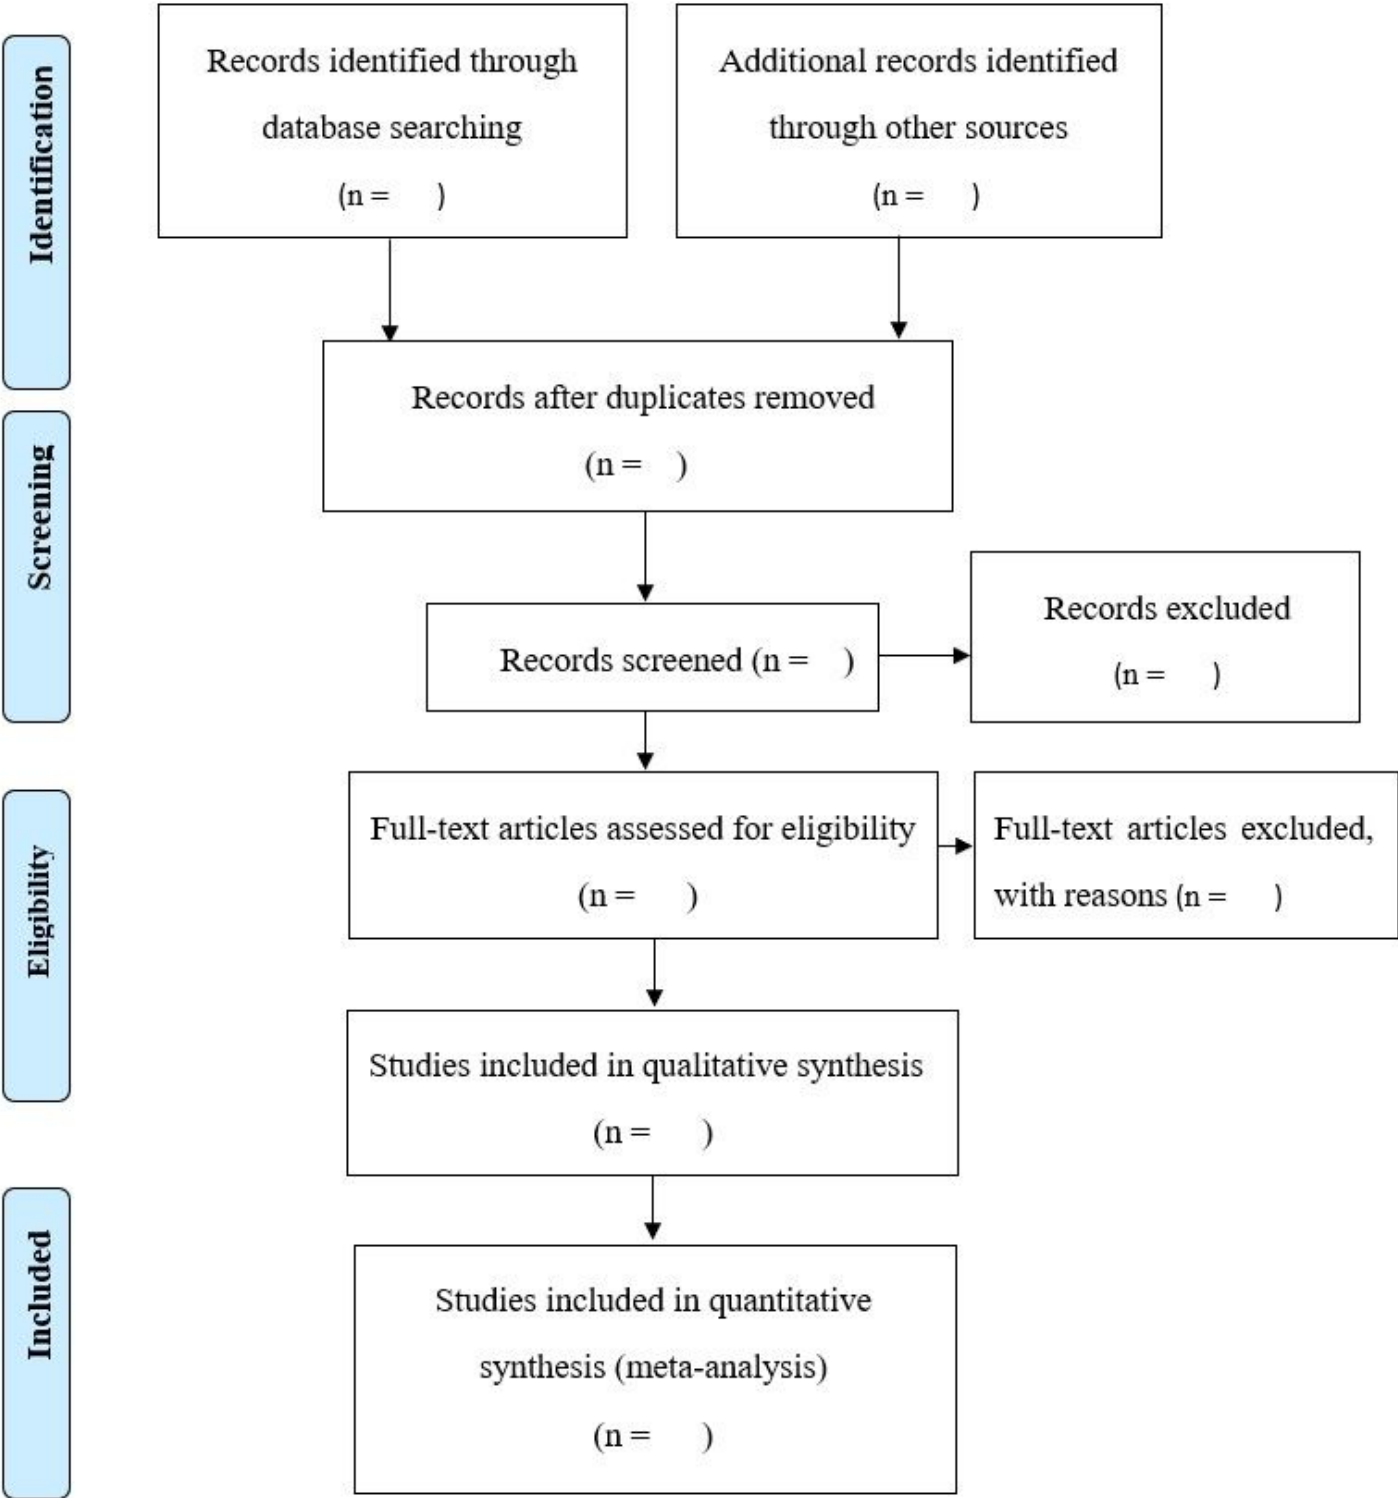 Identification
Records identified through
database searching
(n = )
Additional records identified
through other sources
(n = )
Records after duplicates removed
(n = )
Screening
Records screened (n = )
Records excluded
(n = )
Eligibility
Full-text articles assessed for eligibility
(n = )
Full-text articles excluded,
with reasons (n = )
Studies included in qualitative synthesis
(n = )
Included
Studies included in quantitative
synthesis (meta-analysis)
(n = )